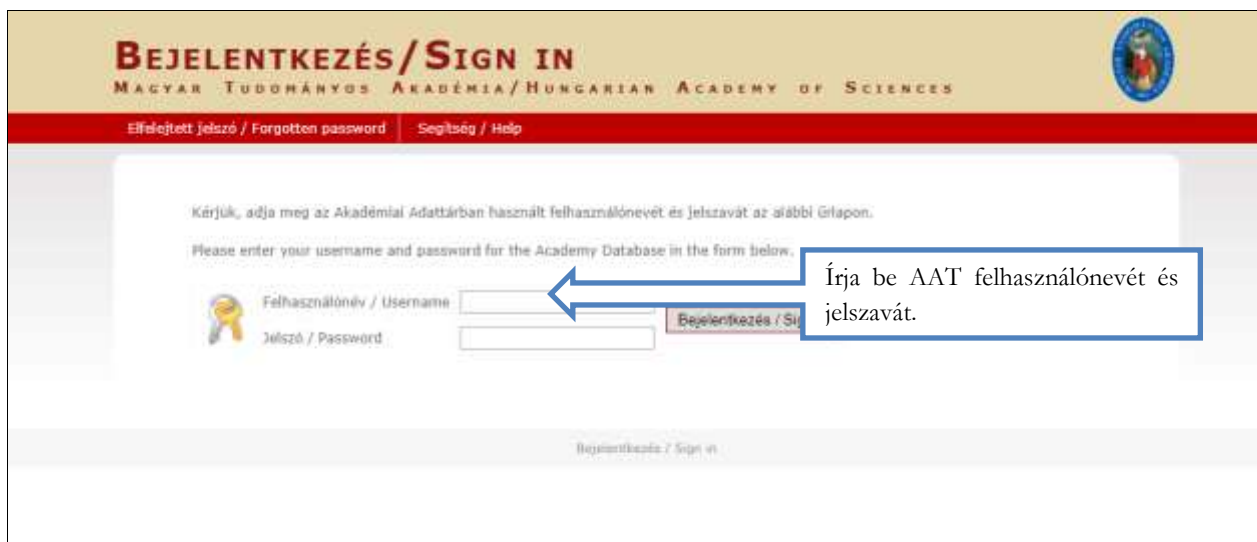 BEJELENTKEZÉS/SIGN IN
MAGYAR TUDOMÁNYOS AKADÉMIA/HUNGARIAN ACADEMY OF SCIENCES
Elfelejtett jelszó / Forgotten password Segítség / Help
Kérjük, adja meg az Akadémiai Adattárban használt felhasználónevét és jelszavát az alábbi űrlapon.
Please enter your username and password for the Academy Database in the form below.
Írja be AAT felhasználónevét és
jelszavát.
Felhasználónév / Username
Bejelentkezés /
Jelszó / Password
Bejelentkezés / Sign in